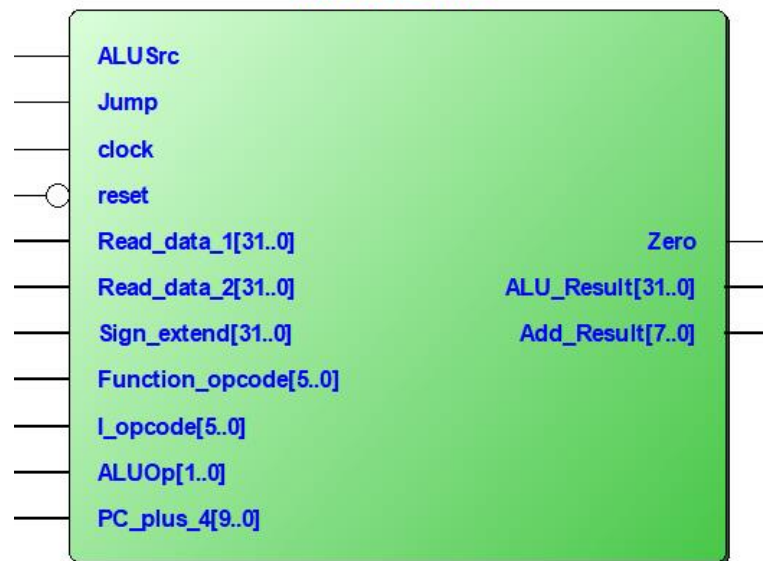 ALUSrc
Jump
clock
reset
Read_data_1[31..0]
Zero
Read_data_2[31..0]
ALU_Result[31..0]
Sign_extend[31..0]
Add_Result[7..0]
Function_opcode[5..0]
I_opcode[5..0]
ALUOp[1..0]
PC_plus_4[9..0]